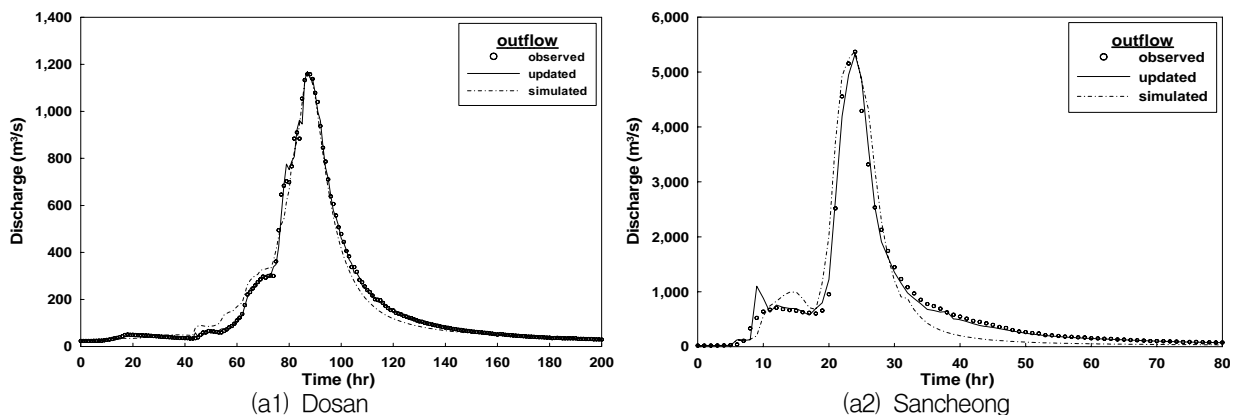 1,400
1,200
1,000
800
600
400
200
0
Discharge (m³/s)
0 20 40 60 80 100 120 140 160 180 200
Time (hr)
outflow
observed
updated
simulated
(a1) Dosan
6,000
5,000
4,000
3,000
2,000
1,000
0
Discharge (m³/s)
0 10 20 30 40 50 60 70 80
Time (hr)
outflow
observed
updated
simulated
(a2) Sancheong